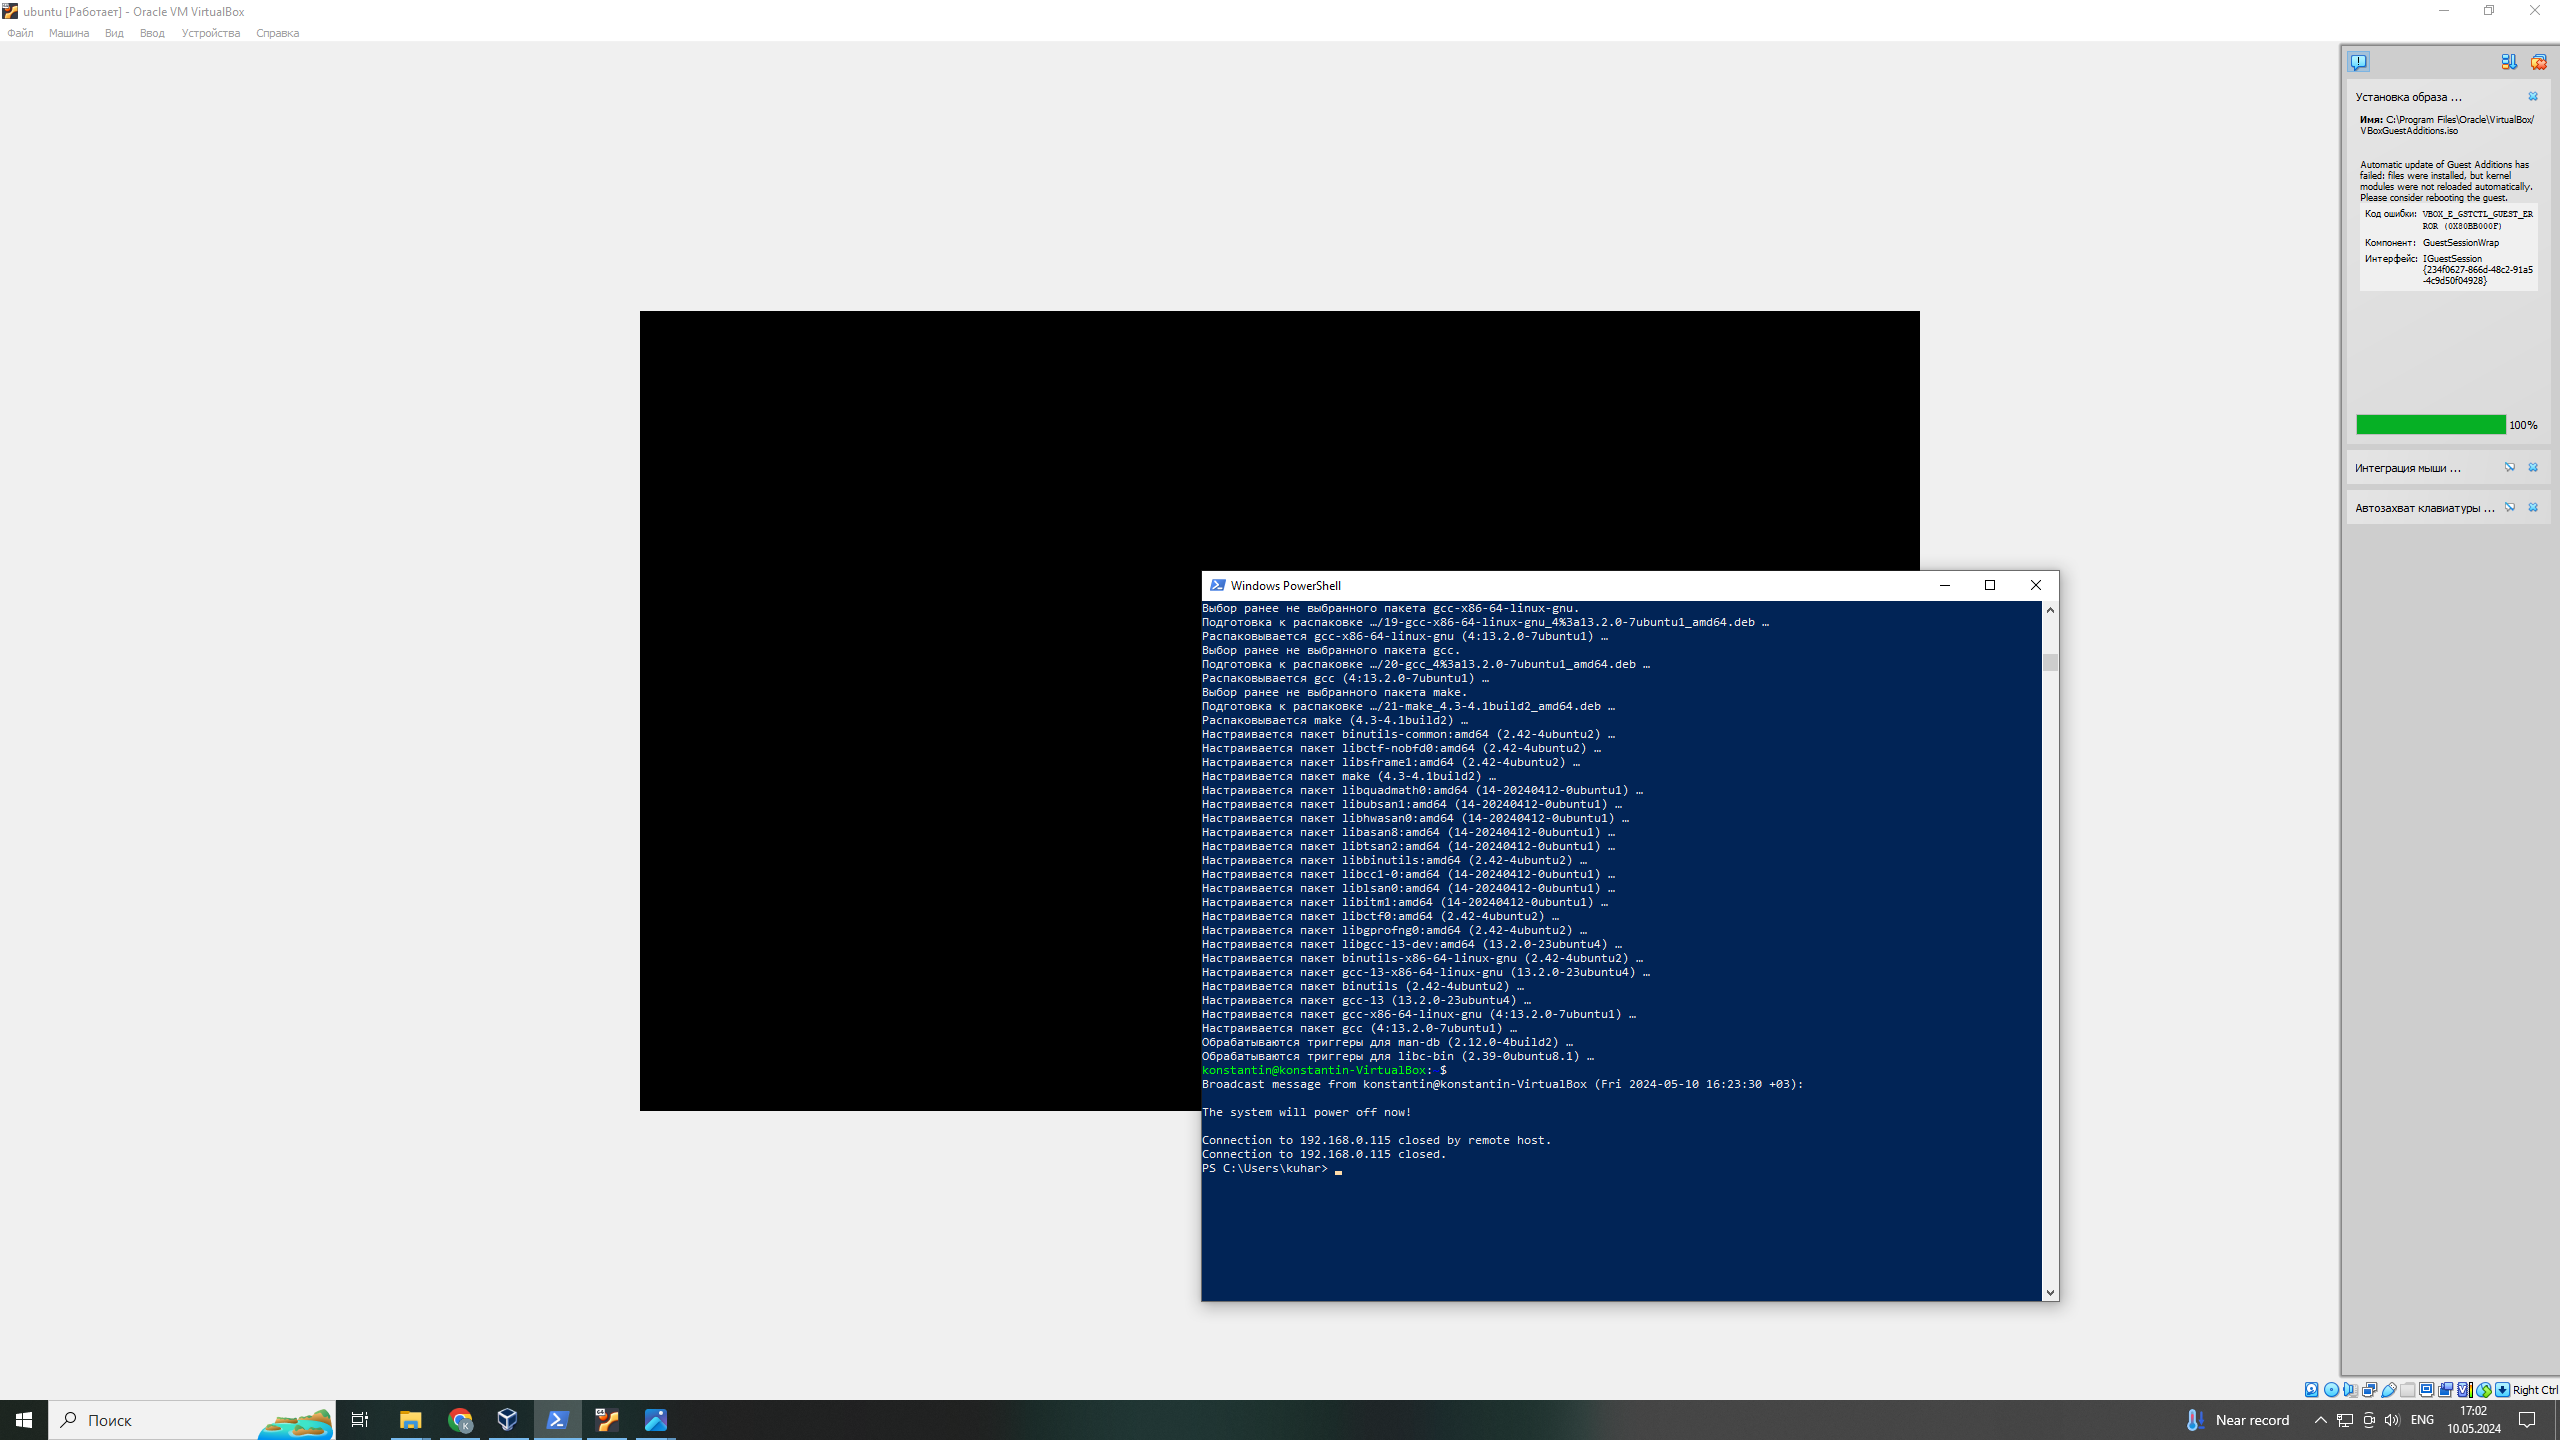 ubuntu [Работает] - Oracle VM VirtualBox
Файл Машина Вид Ввод Устройства Справка
Установка образа ...
Имя: C:\Program Files\Oracle\VirtualBox/
VBoxGuestAdditions.iso
Automatic update of Guest Additions has
failed: files were installed, but kernel
modules were not reloaded automatically.
Please consider rebooting the guest.
Код ошибки: VBOX_E_GSTCTL_GUEST_ER
ROR (0X80BB000F)
Компонент: GuestSessionWrap
Интерфейс: IGuestSession
{234f0627-866d-48c2-91a5
-4c9d50f04928}
100%
Интеграция мыши ...
Автозахват клавиатуры ...
Windows PowerShell
Выбор ранее не выбранного пакета gcc-x86-64-linux-gnu.
Подготовка к распаковке …/19-gcc-x86-64-linux-gnu_4%3a13.2.0-7ubuntu1_amd64.deb …
Распаковывается gcc-x86-64-linux-gnu (4:13.2.0-7ubuntu1) …
Выбор ранее не выбранного пакета gcc.
Подготовка к распаковке …/20-gcc_4%3a13.2.0-7ubuntu1_amd64.deb …
Распаковывается gcc (4:13.2.0-7ubuntu1) …
Выбор ранее не выбранного пакета make.
Подготовка к распаковке …/21-make_4.3-4.1build2_amd64.deb …
Распаковывается make (4.3-4.1build2) …
Настраивается пакет binutils-common:amd64 (2.42-4ubuntu2) …
Настраивается пакет libctf-nobfd0:amd64 (2.42-4ubuntu2) …
Настраивается пакет libsframe1:amd64 (2.42-4ubuntu2) …
Настраивается пакет make (4.3-4.1build2) …
Настраивается пакет libquadmath0:amd64 (14-20240412-0ubuntu1) …
Настраивается пакет libubsan1:amd64 (14-20240412-0ubuntu1) …
Настраивается пакет libhwasan0:amd64 (14-20240412-0ubuntu1) …
Настраивается пакет libasan8:amd64 (14-20240412-0ubuntu1) …
Настраивается пакет libtsan2:amd64 (14-20240412-0ubuntu1) …
Настраивается пакет libbinutils:amd64 (2.42-4ubuntu2) …
Настраивается пакет libcc1-0:amd64 (14-20240412-0ubuntu1) …
Настраивается пакет liblsan0:amd64 (14-20240412-0ubuntu1) …
Настраивается пакет libitm1:amd64 (14-20240412-0ubuntu1) …
Настраивается пакет libctf0:amd64 (2.42-4ubuntu2) …
Настраивается пакет libgprofng0:amd64 (2.42-4ubuntu2) …
Настраивается пакет libgcc-13-dev:amd64 (13.2.0-23ubuntu4) …
Настраивается пакет binutils-x86-64-linux-gnu (2.42-4ubuntu2) …
Настраивается пакет gcc-13-x86-64-linux-gnu (13.2.0-23ubuntu4) …
Настраивается пакет binutils (2.42-4ubuntu2) …
Настраивается пакет gcc-13 (13.2.0-23ubuntu4) …
Настраивается пакет gcc-x86-64-linux-gnu (4:13.2.0-7ubuntu1) …
Настраивается пакет gcc (4:13.2.0-7ubuntu1) …
Обрабатываются триггеры для man-db (2.12.0-4build2) …
Обрабатываются триггеры для libc-bin (2.39-0ubuntu8.1) …
konstantin@konstantin-VirtualBox: $
Broadcast message from konstantin@konstantin-VirtualBox (Fri 2024-05-10 16:23:30 +03):
The system will power off now!
Connection to 192.168.0.115 closed by remote host.
Connection to 192.168.0.115 closed.
PS C:\Users\kuhar>
Right Ctrl
Поиск
Near record
ENG
17:02
10.05.2024